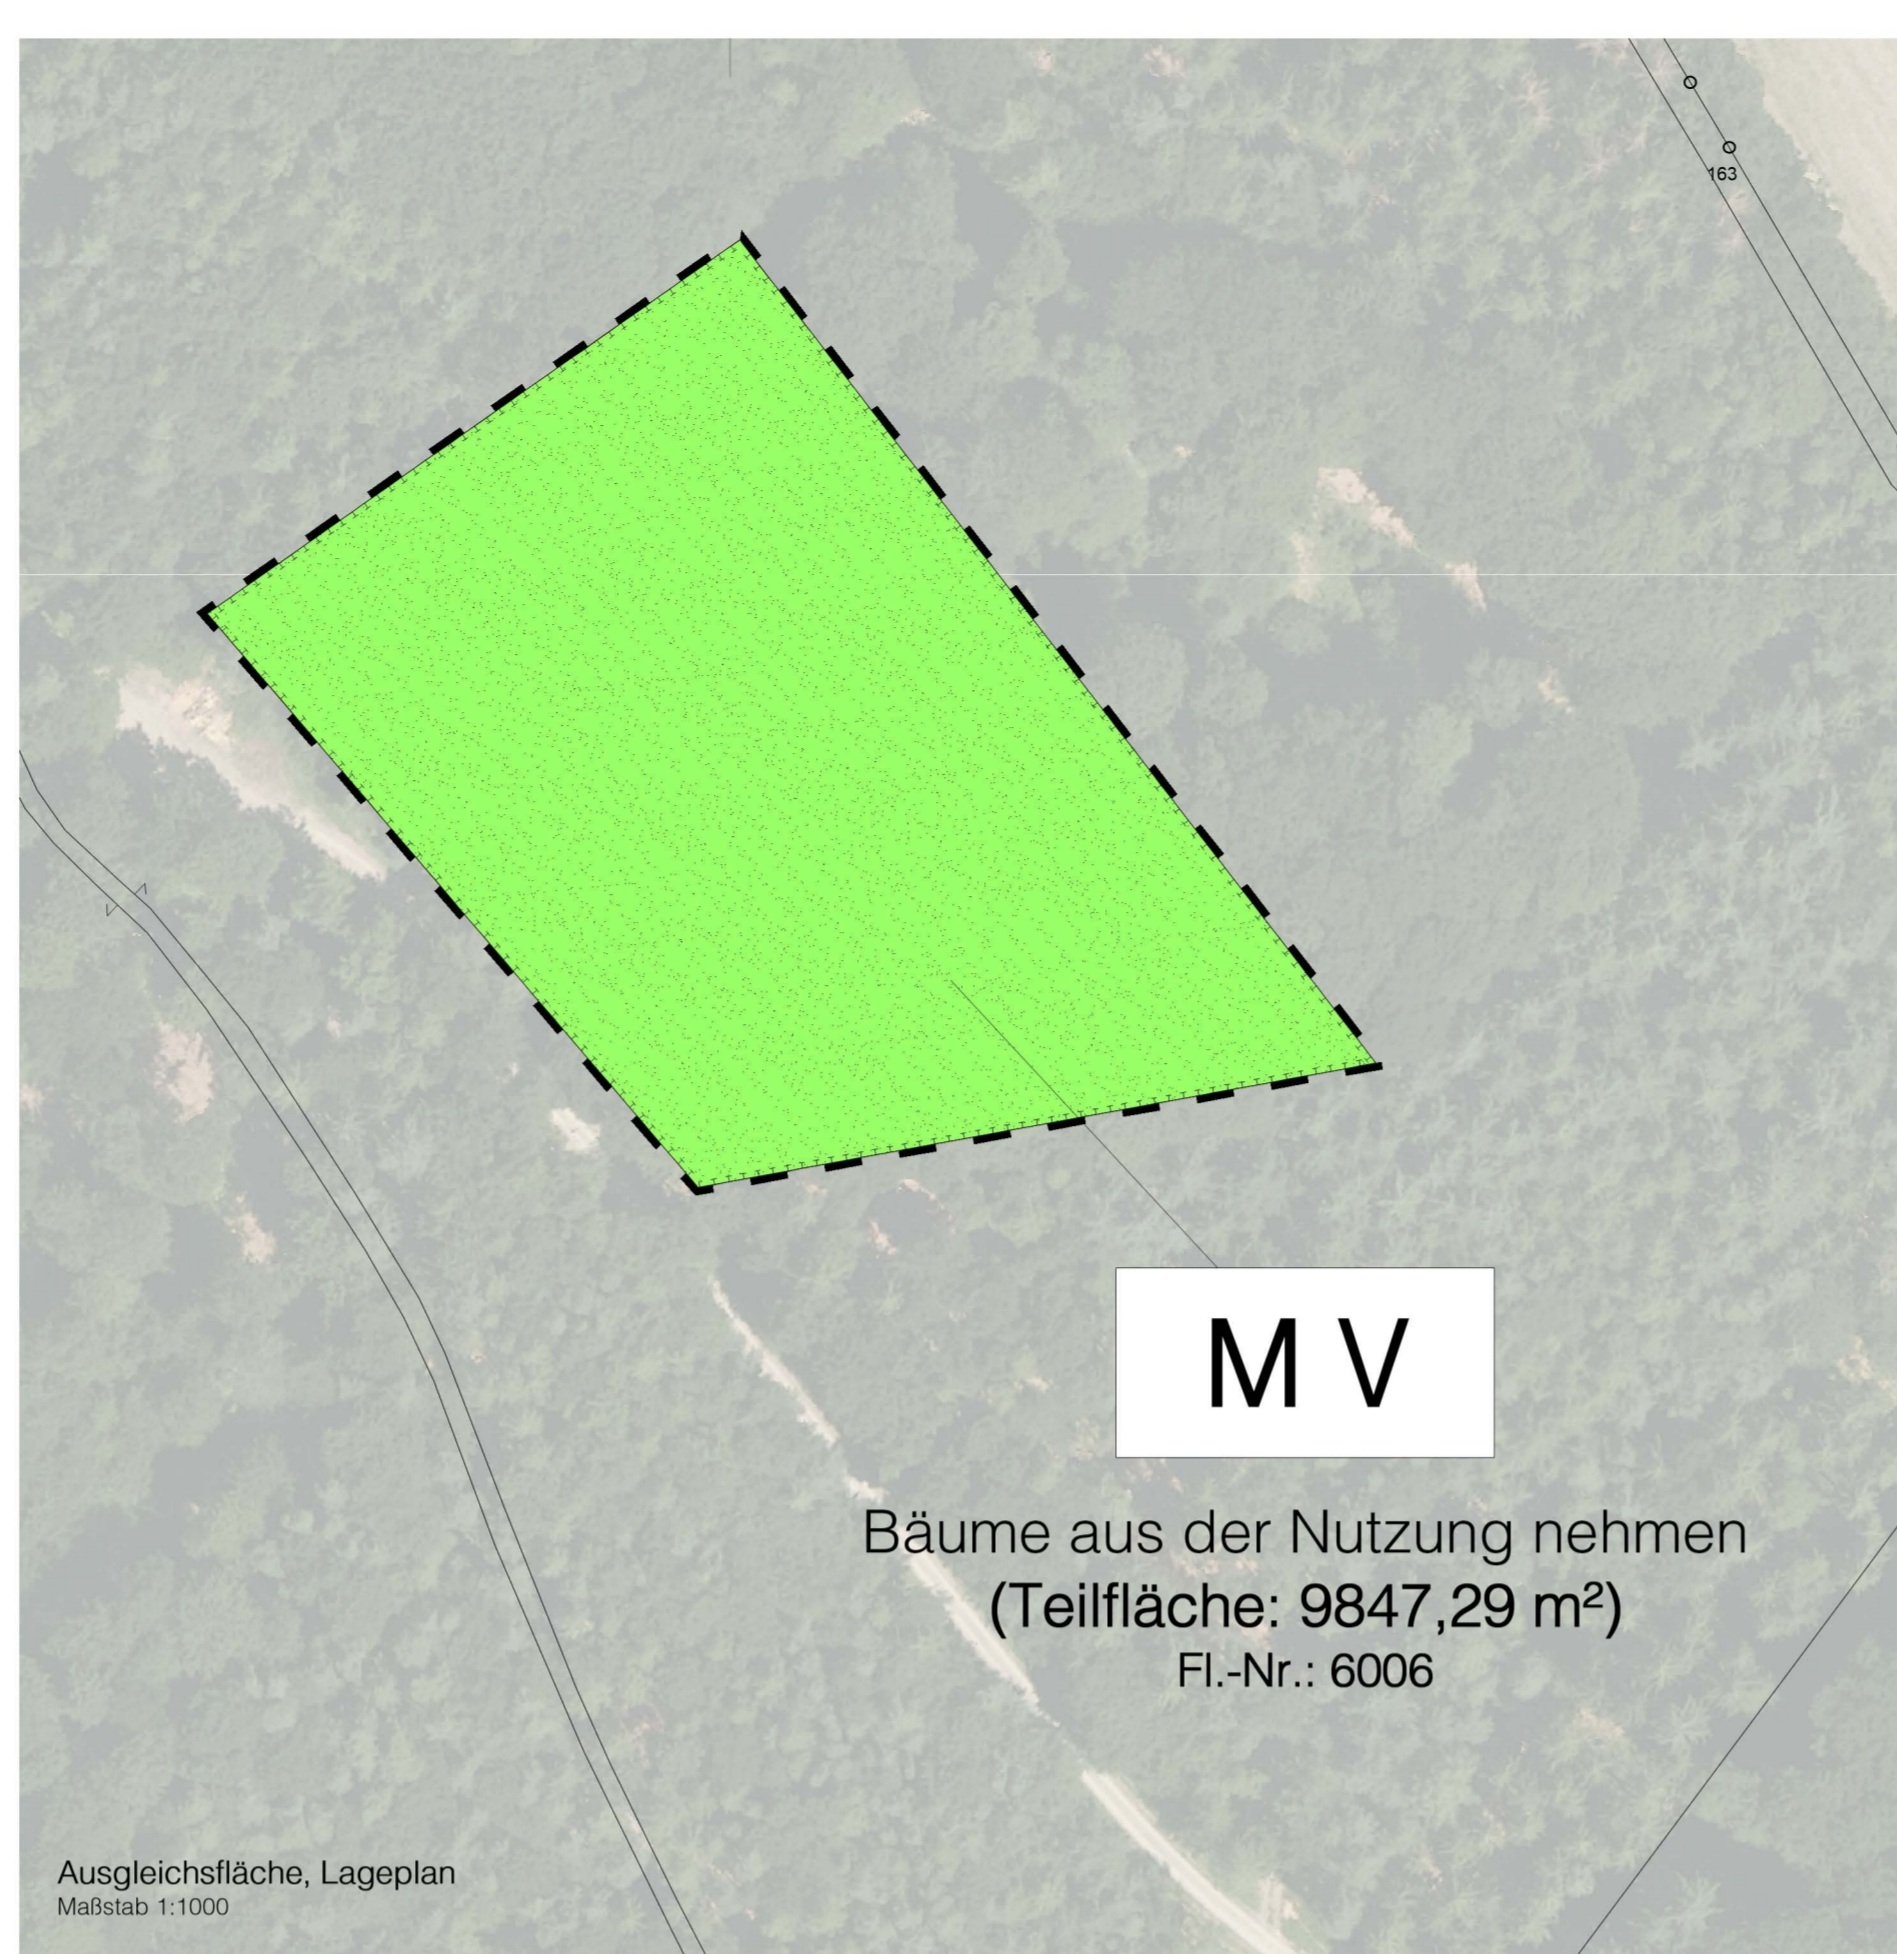 163
M V
Bäume aus der Nutzung nehmen
(Teilfläche: 9847,29 m²)
Fl.-Nr.: 6006
Ausgleichsfläche, Lageplan
Maßstab 1:1000